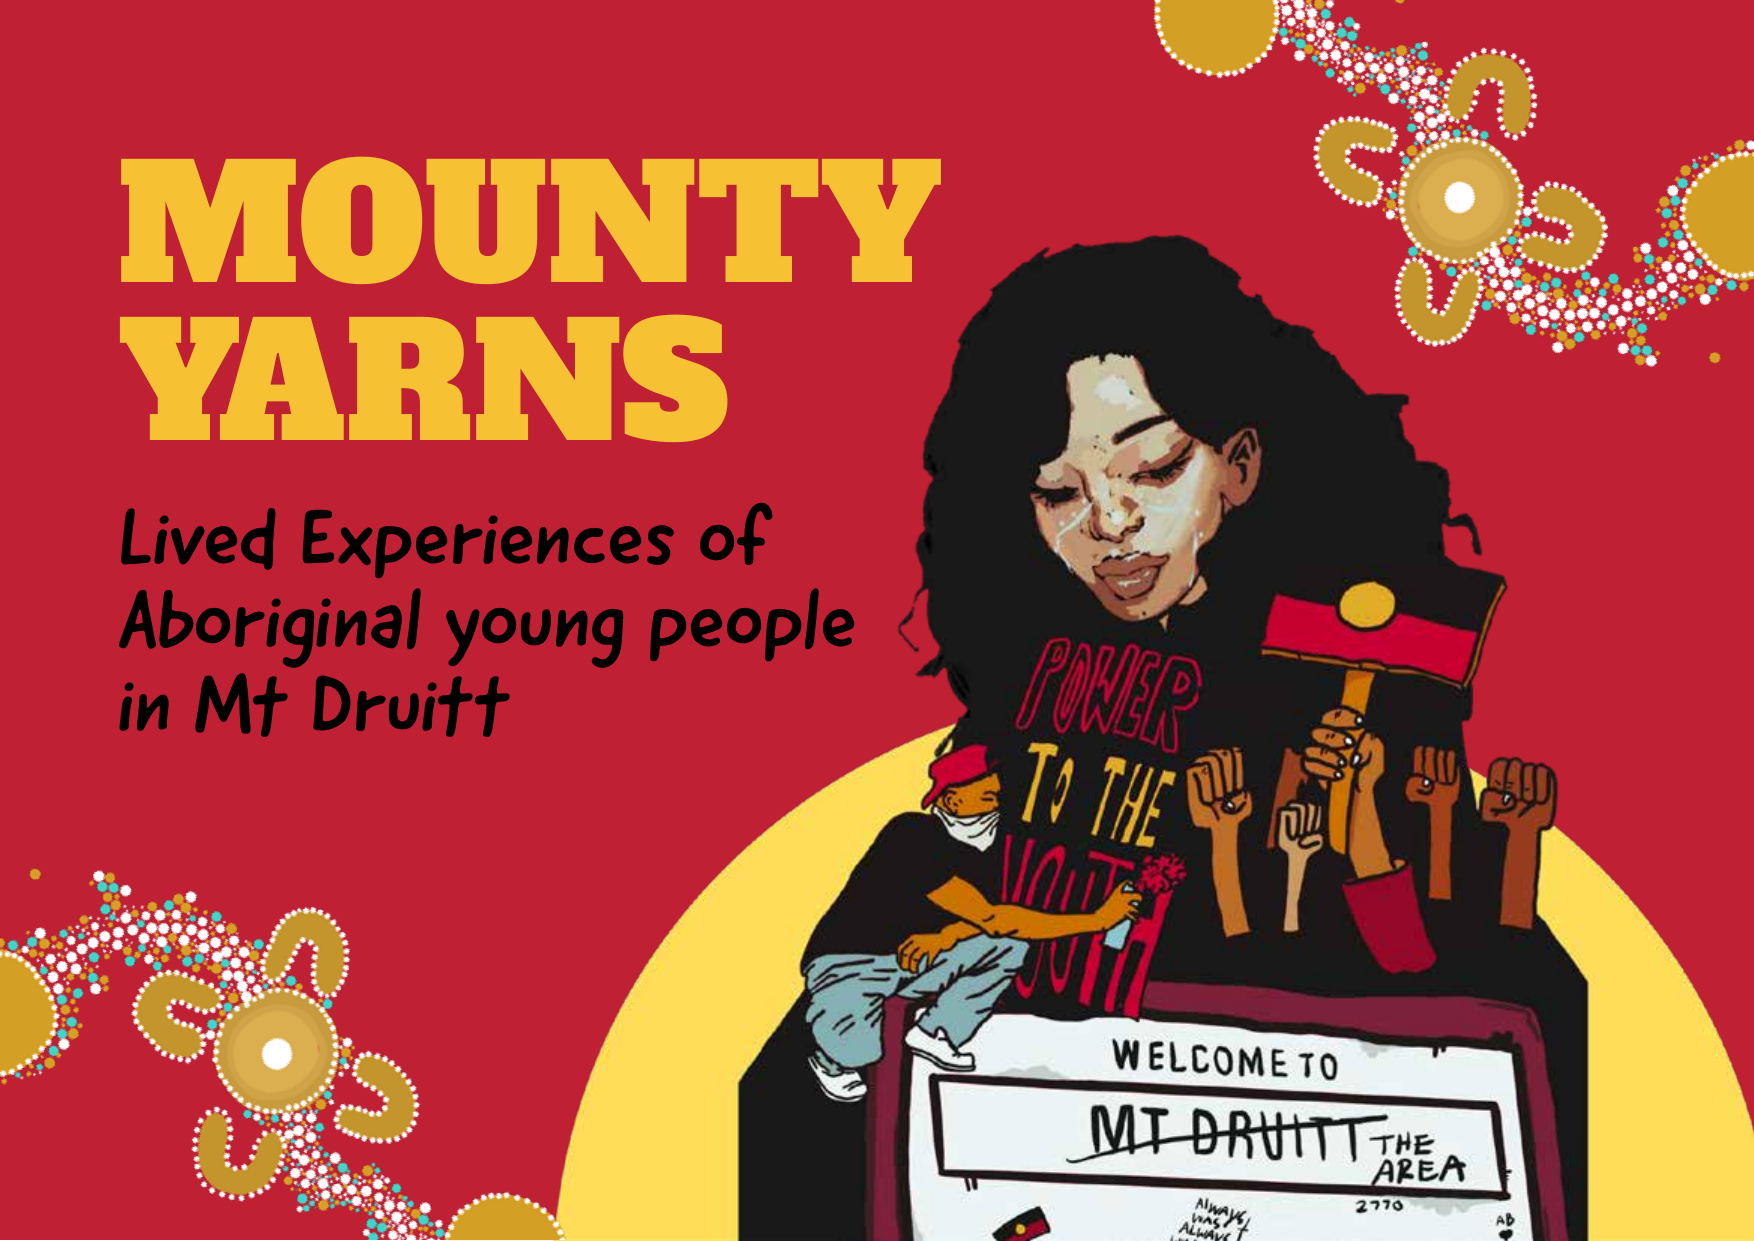 MOUNTY
YARNS
Lived Experiences of
Aboriginal young people
in Mt Druitt
POWER
TO THE
YOUTH
WELCOME TO
MT DRUITT THE
AREA
2770
ALWAYS
WAS
ALWAYS
AB